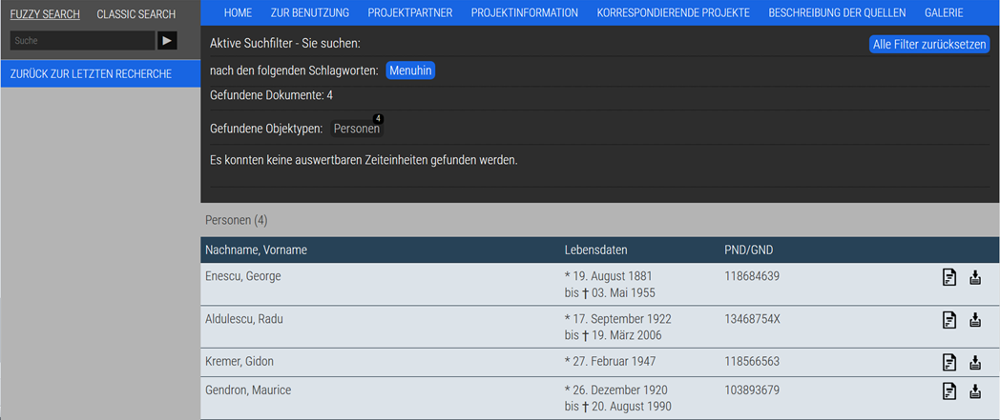 FUZZY SEARCH CLASSIC SEARCH
Suche
ZURÜCK ZUR LETZTEN RECHERCHE
HOME ZUR BENUTZUNG PROJEKTPARTNER PROJEKTINFORMATION KORRESPONDIERENDE PROJEKTE BESCHREIBUNG DER QUELLEN GALERIE
Aktive Suchfilter - Sie suchen: Alle Filter zurücksetzen
nach den folgenden Schlagworten: Menuhin
Gefundene Dokumente: 4
Gefundene Objektypen: Personen 4
Es konnten keine auswertbaren Zeiteinheiten gefunden werden.
Personen (4)
Nachname, Vorname Lebensdaten PND/GND
Enescu, George * 19. August 1881 118684639
bis † 03. Mai 1955
Aldulescu, Radu * 17. September 1922 13468754X
bis † 19. März 2006
Kremer, Gidon * 27. Februar 1947 118566563
Gendron, Maurice * 26. Dezember 1920 103893679
bis † 20. August 1990